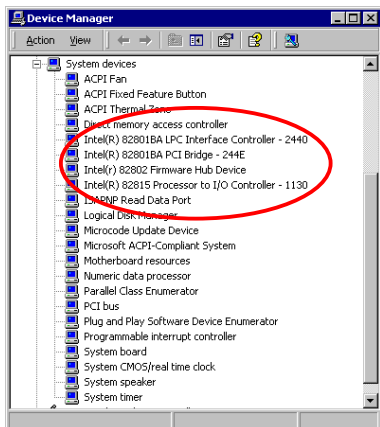 Device Manager
Action View
System devices
ACPI Fan
ACPI Fixed Feature Button
ACPI Thermal Zone
Direct memory access controller
Intel(R) 82801BA LPC Interface Controller - 2440
Intel(R) 82801BA PCI Bridge - 244E
Intel(r) 82802 Firmware Hub Device
Intel(R) 82815 Processor to I/O Controller - 1130
ISAPNP Read Data Port
Logical Disk Manager
Microcode Update Device
Microsoft ACPI-Compliant System
Motherboard resources
Numeric data processor
Parallel Class Enumerator
PCI bus
Plug and Play Software Device Enumerator
Programmable interrupt controller
System board
System CMOS/real time clock
System speaker
System timer